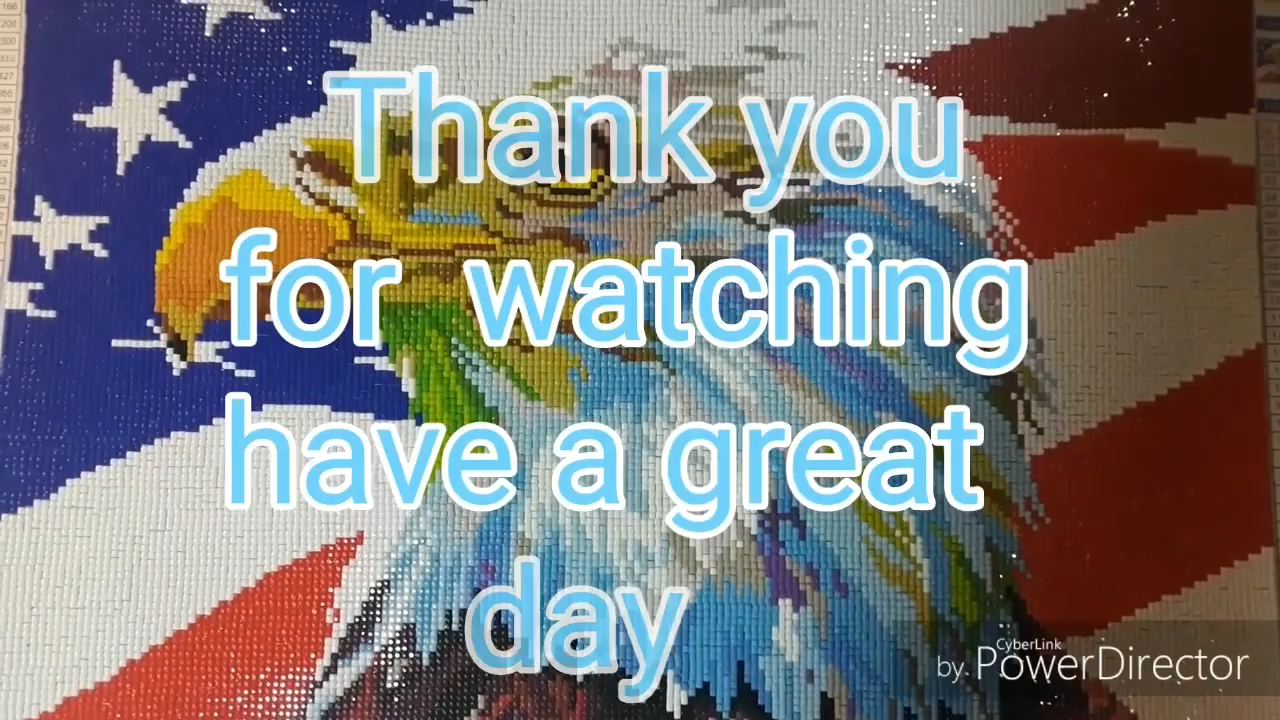 Thank you
for watching
have a great
day
CyberLink
by PowerDirector